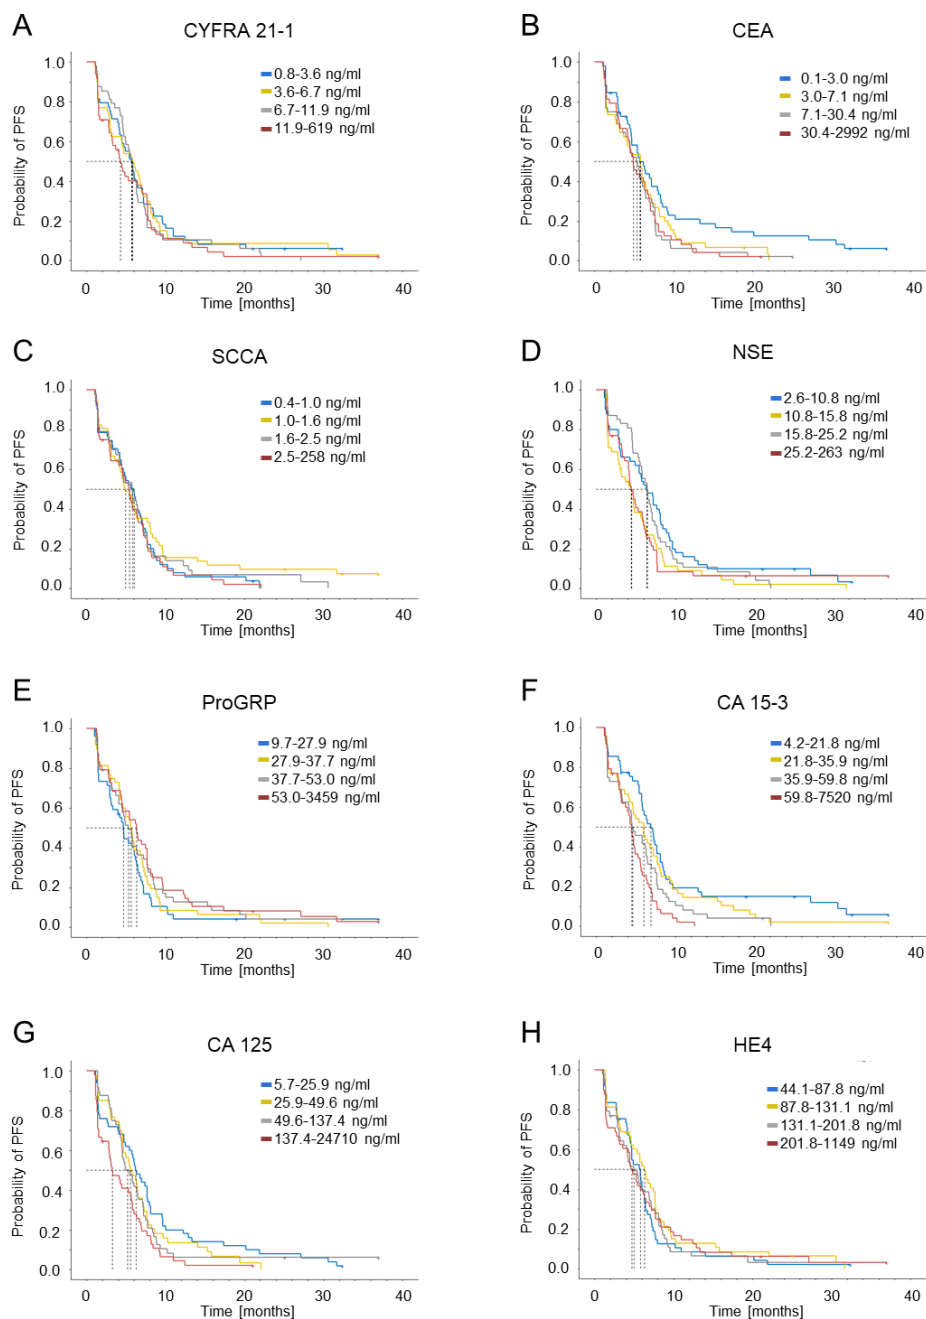 A
CYFRA 21-1
Probability of PFS
1.0
0.8
0.6
0.4
0.2
0.0
0.8-3.6 ng/ml
3.6-6.7 ng/ml
6.7-11.9 ng/ml
11.9-619 ng/ml
0 10 20 30 40
Time [months]
B
CEA
Probability of PFS
1.0
0.8
0.6
0.4
0.2
0.0
0.1-3.0 ng/ml
3.0-7.1 ng/ml
7.1-30.4 ng/ml
30.4-2992 ng/ml
0 10 20 30 40
Time [months]
C
SCCA
Probability of PFS
1.0
0.8
0.6
0.4
0.2
0.0
0.4-1.0 ng/ml
1.0-1.6 ng/ml
1.6-2.5 ng/ml
2.5-258 ng/ml
0 10 20 30 40
Time [months]
D
NSE
Probability of PFS
1.0
0.8
0.6
0.4
0.2
0.0
2.6-10.8 ng/ml
10.8-15.8 ng/ml
15.8-25.2 ng/ml
25.2-263 ng/ml
0 10 20 30 40
Time [months]
E
ProGRP
Probability of PFS
1.0
0.8
0.6
0.4
0.2
0.0
9.7-27.9 ng/ml
27.9-37.7 ng/ml
37.7-53.0 ng/ml
53.0-3459 ng/ml
0 10 20 30 40
Time [months]
F
CA 15-3
Probability of PFS
1.0
0.8
0.6
0.4
0.2
0.0
4.2-21.8 ng/ml
21.8-35.9 ng/ml
35.9-59.8 ng/ml
59.8-7520 ng/ml
0 10 20 30 40
Time [months]
G
CA 125
Probability of PFS
1.0
0.8
0.6
0.4
0.2
0.0
5.7-25.9 ng/ml
25.9-49.6 ng/ml
49.6-137.4 ng/ml
137.4-24710 ng/ml
0 10 20 30 40
Time [months]
H
HE4
Probability of PFS
1.0
0.8
0.6
0.4
0.2
0.0
44.1-87.8 ng/ml
87.8-131.1 ng/ml
131.1-201.8 ng/ml
201.8-1149 ng/ml
0 10 20 30 40
Time [months]